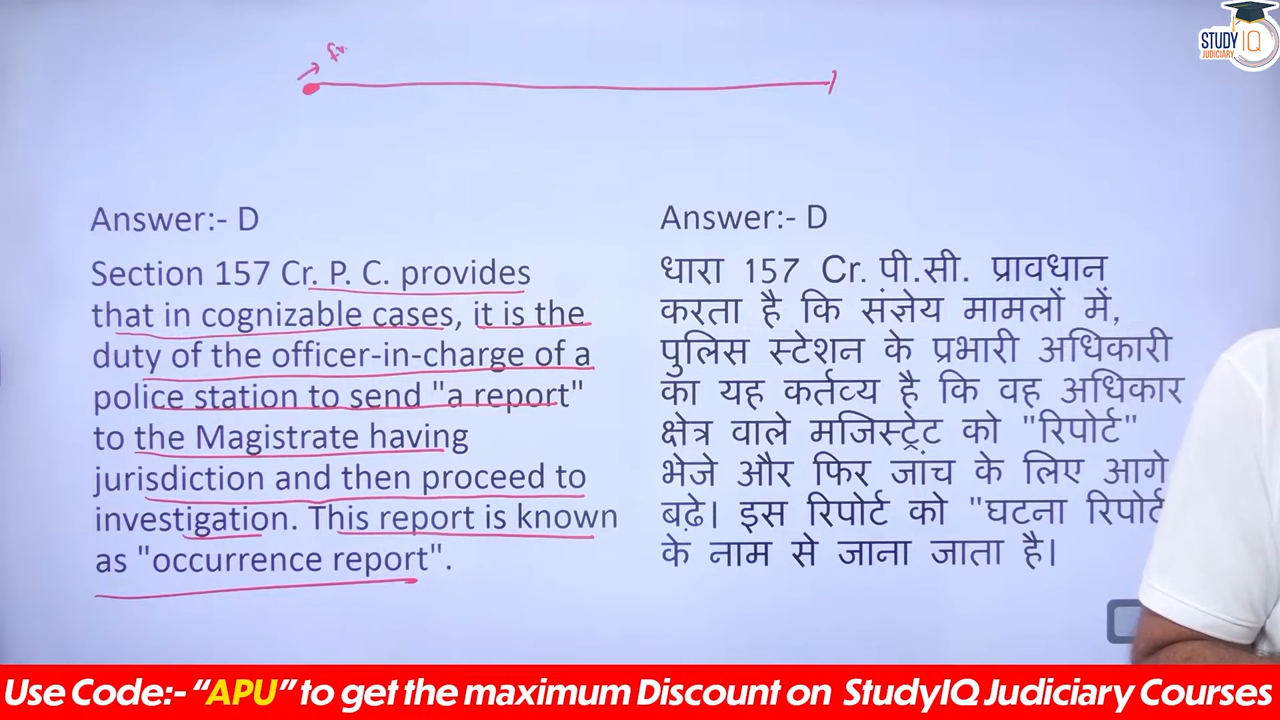 STUDY IQ
JUDICIARY
Answer:- D
Section 157 Cr. P. C. provides
that in cognizable cases, it is the
duty of the officer-in-charge of a
police station to send "a report"
to the Magistrate having
jurisdiction and then proceed to
investigation. This report is known
as "occurrence report".
Answer:- D
धारा 157 Cr. पी.सी. प्रावधान
करता है कि संज्ञेय मामलों में,
पुलिस स्टेशन के प्रभारी अधिकारी
का यह कर्तव्य है कि वह अधिकार
क्षेत्र वाले मजिस्ट्रेट को "रिपोर्ट"
भेजे और फिर जांच के लिए आगे
बढ़े। इस रिपोर्ट को "घटना रिपोर्ट
के नाम से जाना जाता है।
Use Code:- “APU” to get the maximum Discount on StudyIQ Judiciary Courses